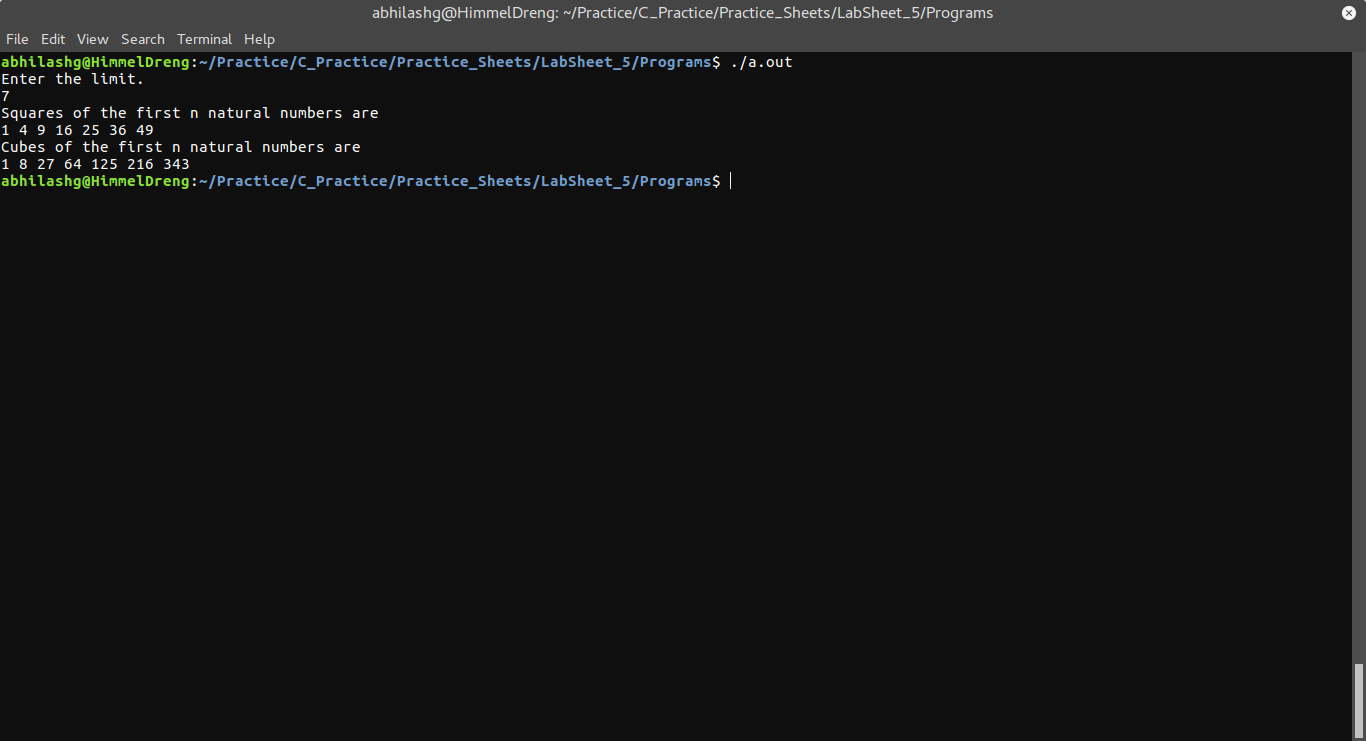 abhilashg@HimmelDreng: ~/Practice/C_Practice/Practice_Sheets/LabSheet_5/Programs
File Edit View Search Terminal Help
abhilashg@HimmelDreng:~/Practice/C_Practice/Practice_Sheets/LabSheet_5/Programs$ ./a.out
Enter the limit.
7
Squares of the first n natural numbers are
1 4 9 16 25 36 49
Cubes of the first n natural numbers are
1 8 27 64 125 216 343
abhilashg@HimmelDreng:~/Practice/C_Practice/Practice_Sheets/LabSheet_5/Programs$